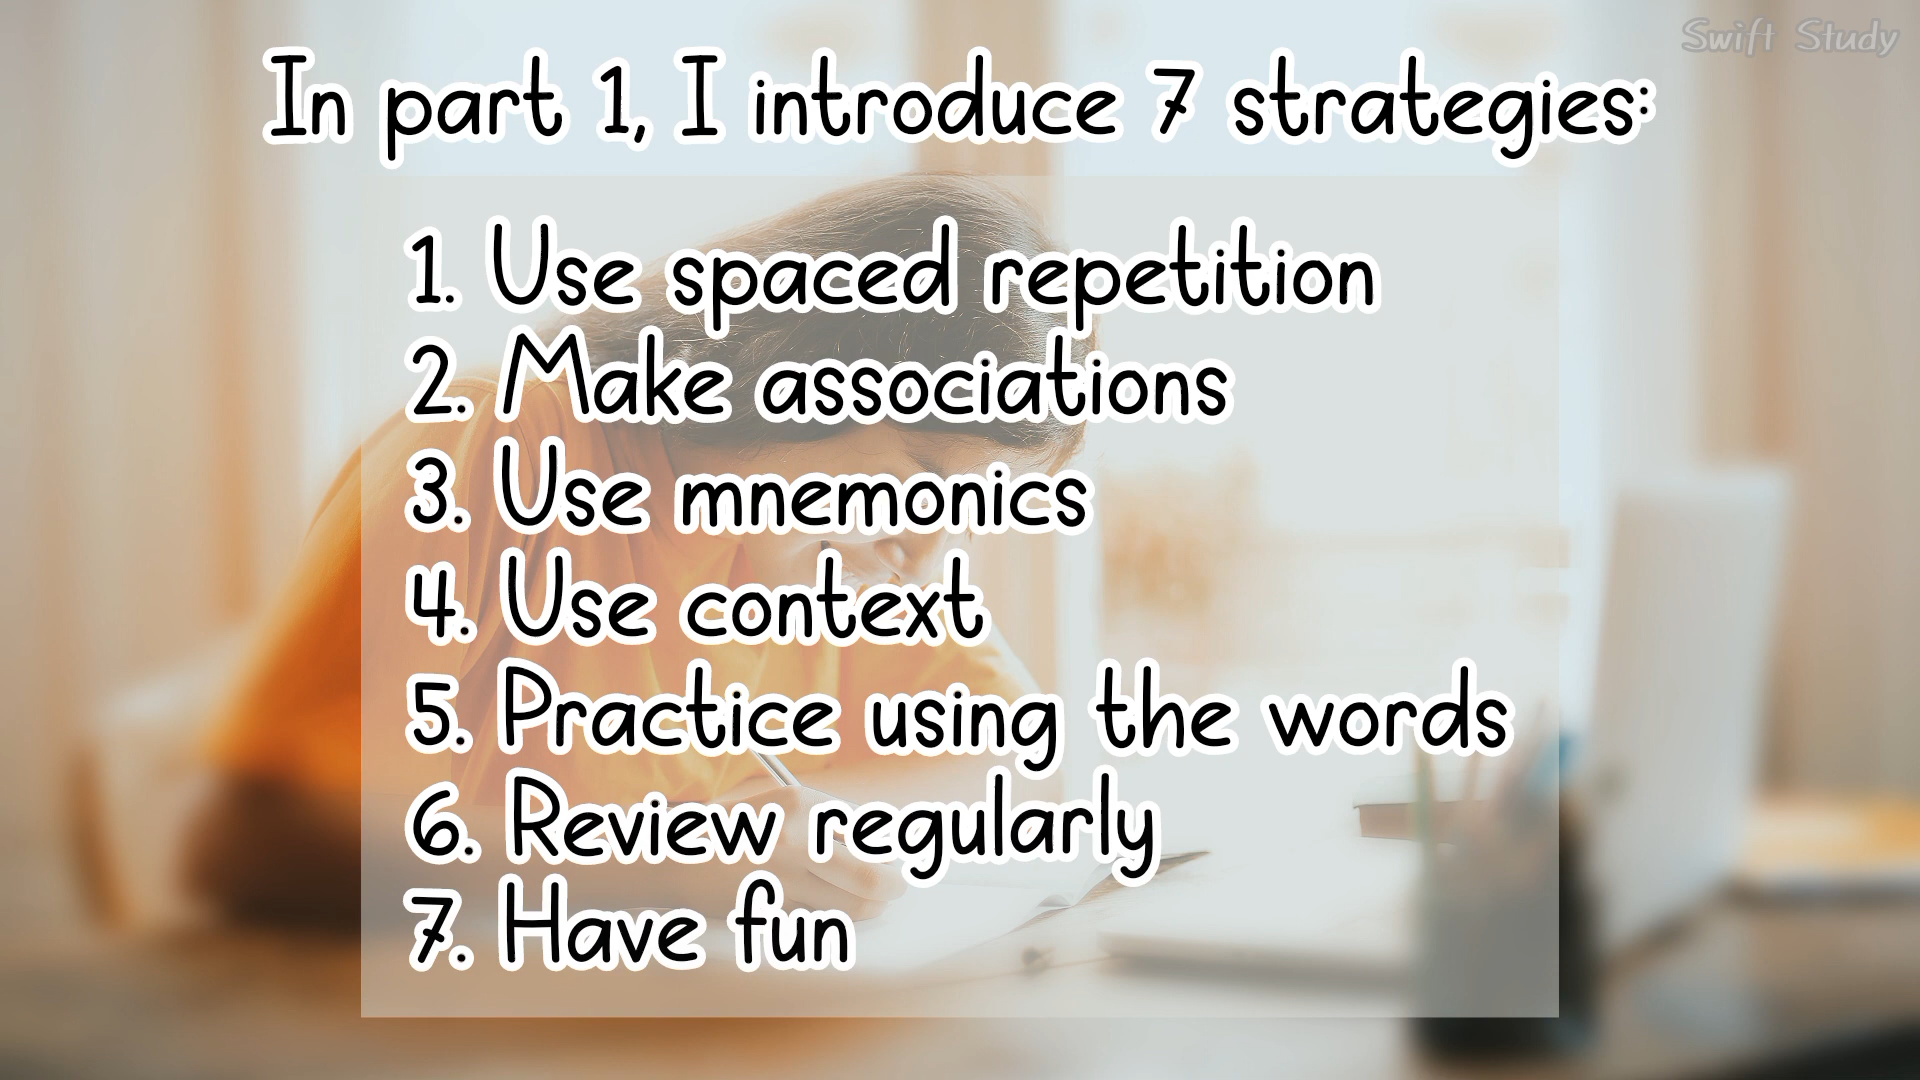 Swift Study
In part 1, I introduce 7 strategies:
1. Use spaced repetition
2. Make associations
3. Use mnemonics
4. Use context
5. Practice using the words
6. Review regularly
7. Have fun